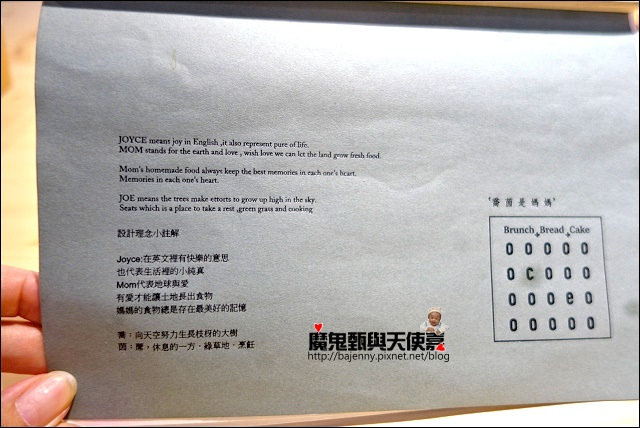 JOYCE means joy in English ,it also represent pure of life.
MOM stands for the earth and love , wish love we can let the land grow fresh food.
Mom's homemade food always keep the best memories in each one's heart.
Memories in each one's heart.
JOE means the trees make efforts to grow up high in the sky.
Seats which is a place to take a rest ,green grass and cooking
設計理念小註解
Joyce:在英文裡有快樂的意思
也代表生活裡的小純真
Mom代表地球與愛
有愛才能讓土地長出食物
媽媽的食物總是存在最美好的記憶
喬：向天空努力生長枝枒的大樹
茵：蓆，休息的一方．綠草地．烹飪
'喬茵是媽媽'
Brunch Bread Cake
0 0 0 0 0
0 C 0 0 0
0 0 0 e 0
0 0 0 0 0
魔鬼甄與天使嘉
http://bajenny.pixnet.net/blog